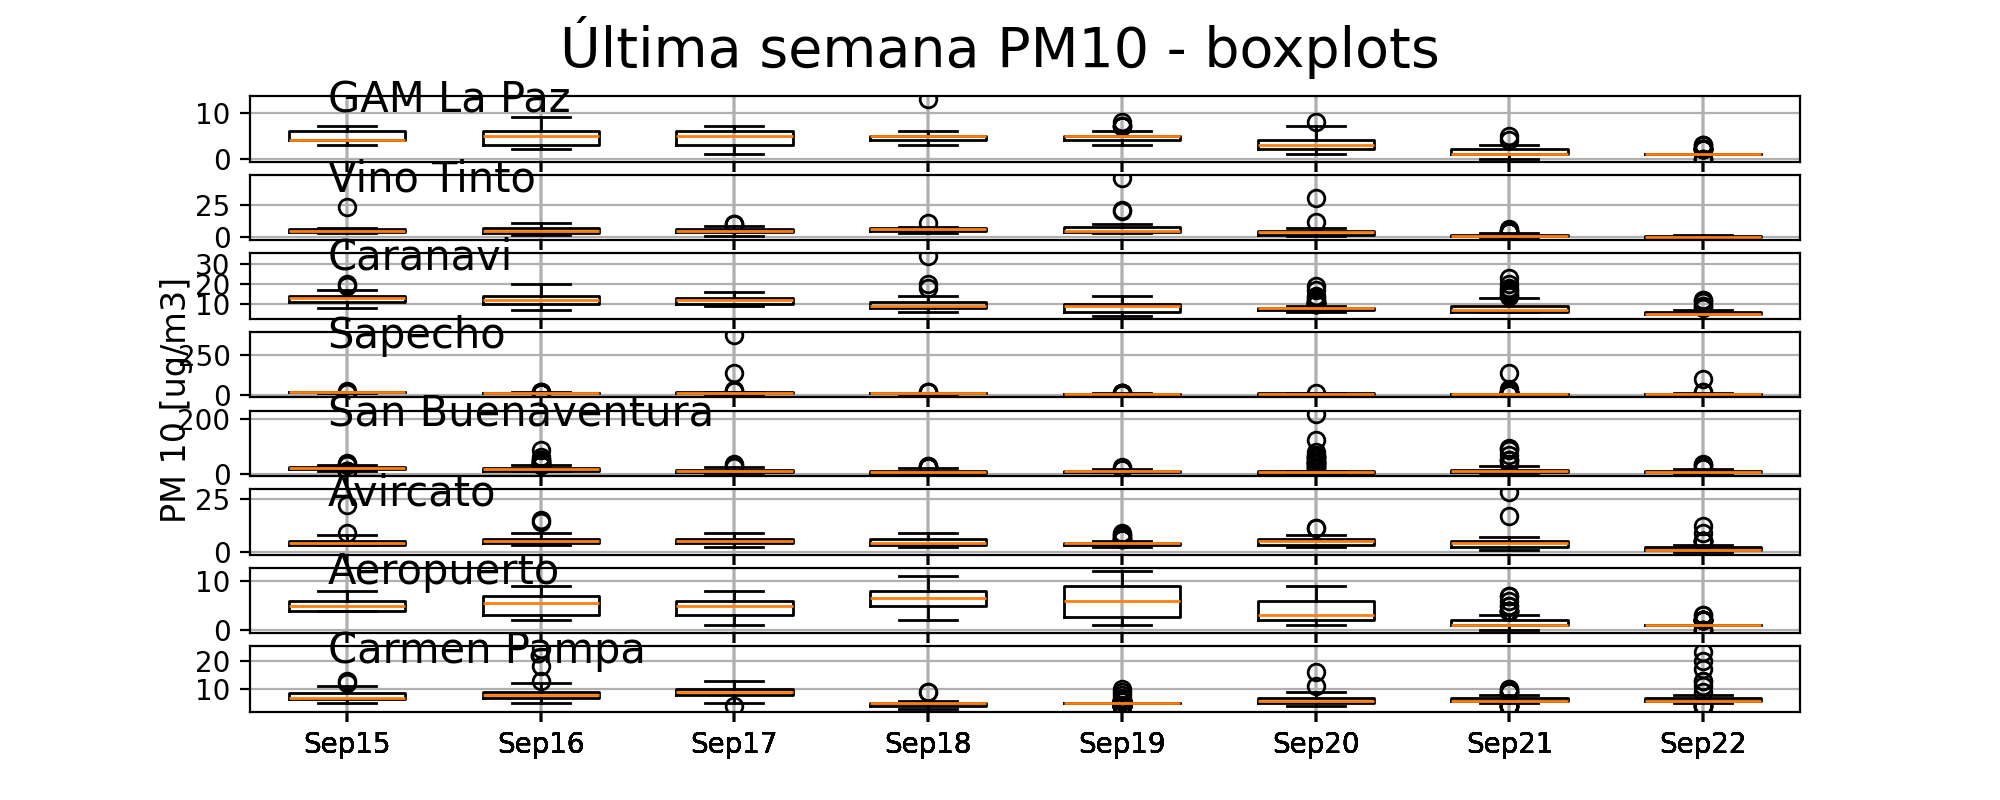 Última semana PM10 - boxplots
PM 10 [ug/m3]
GAM La Paz
10
0
Vino Tinto
25
0
Caranavi
30
20
10
Sapecho
250
0
San Buenaventura
200
0
Avircato
25
0
Aeropuerto
10
0
Carmen Pampa
20
10
Sep15 Sep16 Sep17 Sep18 Sep19 Sep20 Sep21 Sep22